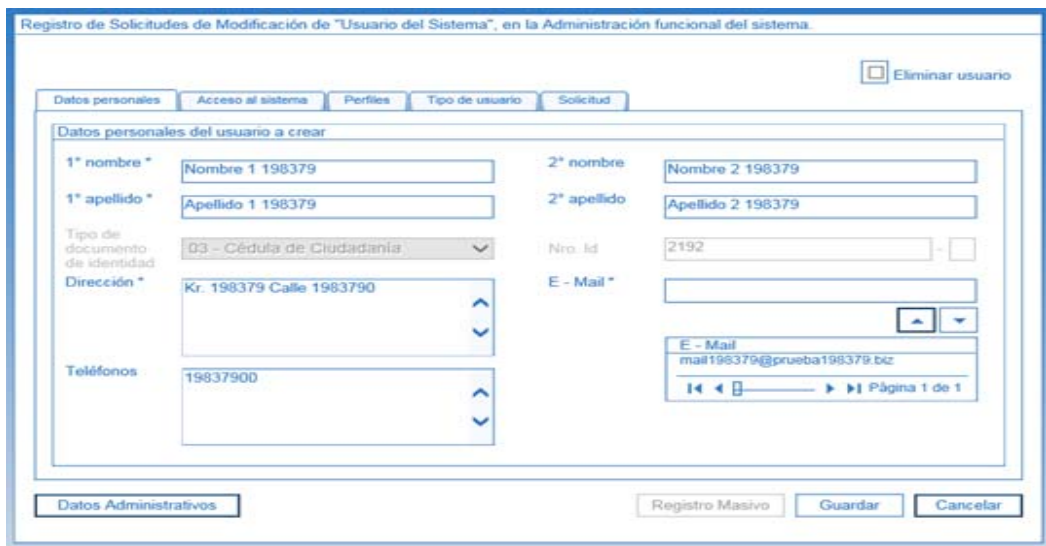 Registro de Solicitudes de Modificación de "Usuario del Sistema", en la Administración funcional del sistema.
Eliminar usuario
Datos personales Acceso al sistema Perfiles Tipo de usuario Solicitud
Datos personales del usuario a crear
1° nombre * Nombre 1 198379 2° nombre Nombre 2 198379
1° apellido * Apellido 1 198379 2° apellido Apellido 2 198379
Tipo de
documento
de identidad
03 - Cédula de Ciudadanía Nro. Id 2192 -
Dirección * Kr. 198379 Calle 1983790 E - Mail *
E - Mail
mail198379@prueba198379.biz
Página 1 de 1
Teléfonos 19837900
Datos Administrativos Registro Masivo Guardar Cancelar